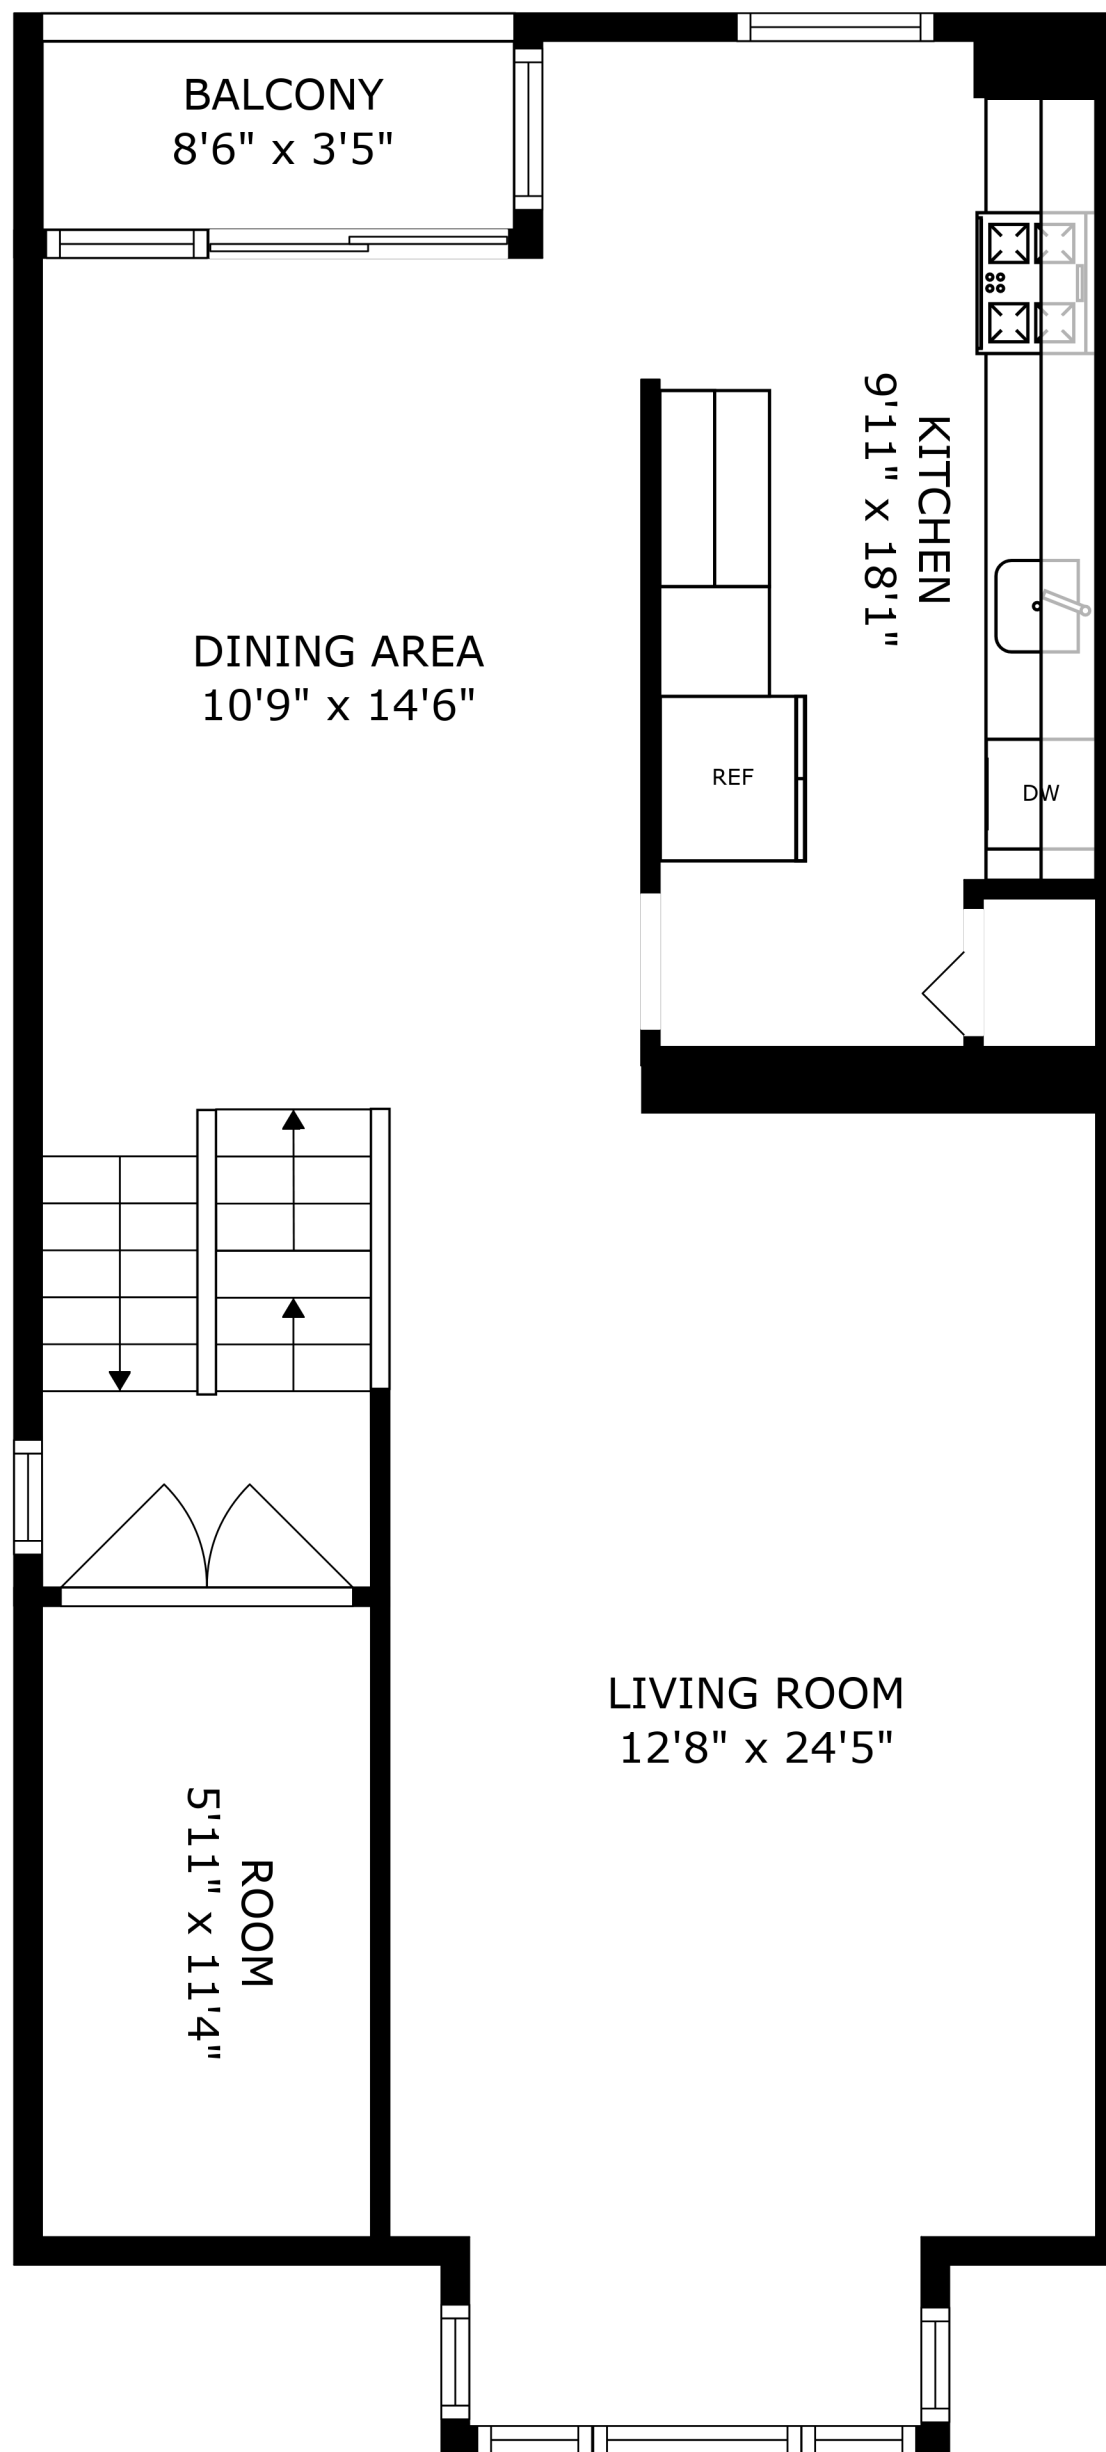 BALCONY
8'6" x 3'5"
KITCHEN
9'11" x 18'1"
DINING AREA
10'9" x 14'6"
REF
DW
LIVING ROOM
12'8" x 24'5"
ROOM
5'11" x 11'4"